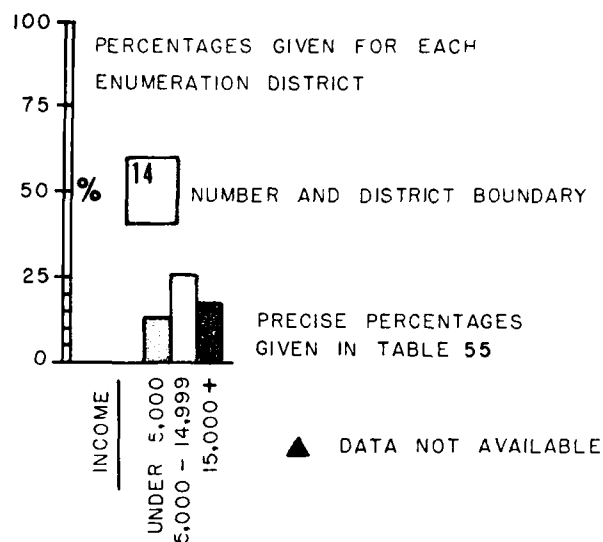 100
PERCENTAGES GIVEN FOR EACH
ENUMERATION DISTRICT
75
14
50
%
NUMBER AND DISTRICT BOUNDARY
25
PRECISE PERCENTAGES
GIVEN IN TABLE 55
0
INCOME
UNDER 5,000
5,000 - 14,999
15,000 +
▲ DATA NOT AVAILABLE